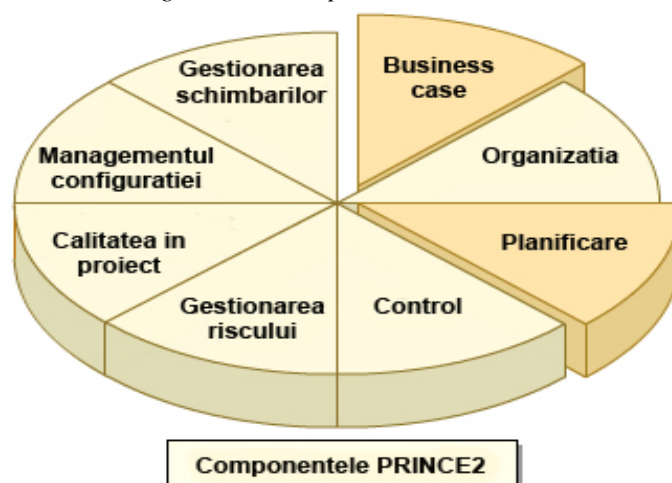 Gestionarea
schimbarilor
Business
case
Managementul
configuratiei
Organizatia
Calitatea in
proiect
Planificare
Gestionarea
riscului
Control
Componentele PRINCE2